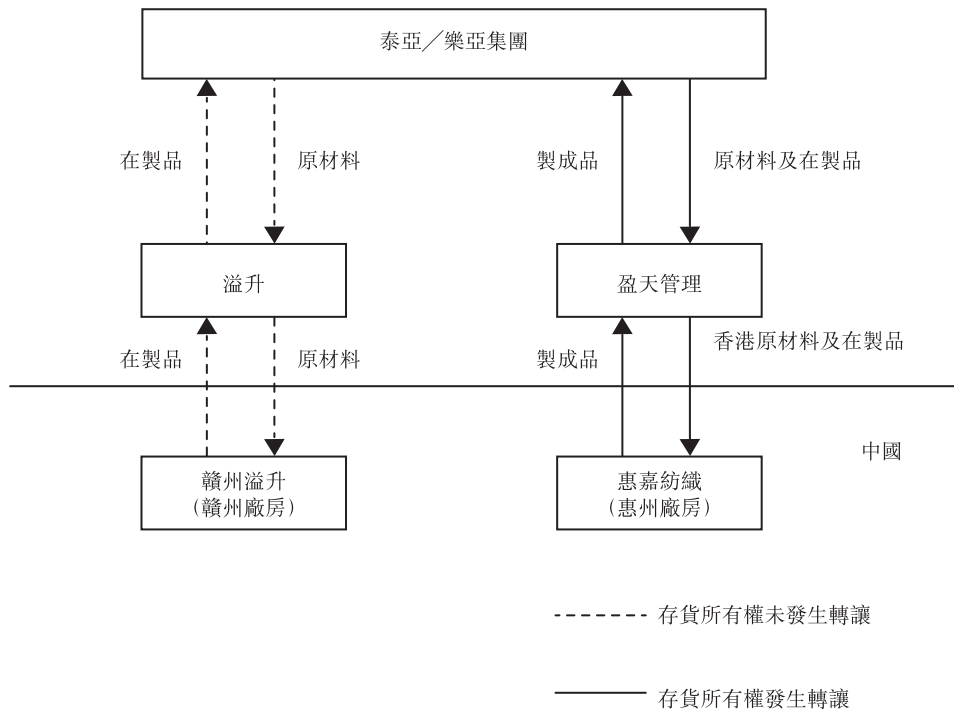 泰亞／樂亞集團
在製品
原材料
製成品
原材料及在製品
溢升
盈天管理
在製品
原材料
製成品
香港原材料及在製品
中國
贛州溢升
（贛州廠房）
惠嘉紡織
（惠州廠房）
存貨所有權未發生轉讓
存貨所有權發生轉讓